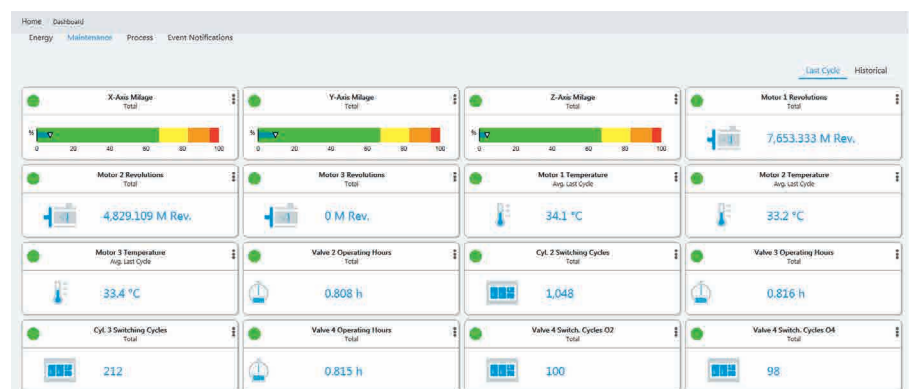 Home Dashboard
Energy Maintenance Process Event Notifications
Last Cycle Historical
X-Axis Milage
Total
%
0 20 40 60 80 100
Y-Axis Milage
Total
%
0 20 40 60 80 100
Z-Axis Milage
Total
%
0 20 40 60 80 100
Motor 1 Revolutions
Total
7,653.333 M Rev.
Motor 2 Revolutions
Total
4,829.109 M Rev.
Motor 3 Revolutions
Total
0 M Rev.
Motor 1 Temperature
Avg. Last Cycle
34.1 °C
Motor 2 Temperature
Avg. Last Cycle
33.2 °C
Motor 3 Temperature
Avg. Last Cycle
33.4 °C
Valve 2 Operating Hours
Total
0.808 h
Cyl. 2 Switching Cycles
Total
1,048
Valve 3 Operating Hours
Total
0.816 h
Cyl. 3 Switching Cycles
Total
212
Valve 4 Operating Hours
Total
0.815 h
Valve 4 Switch. Cycles O2
Total
100
Valve 4 Switch. Cycles O4
Total
98